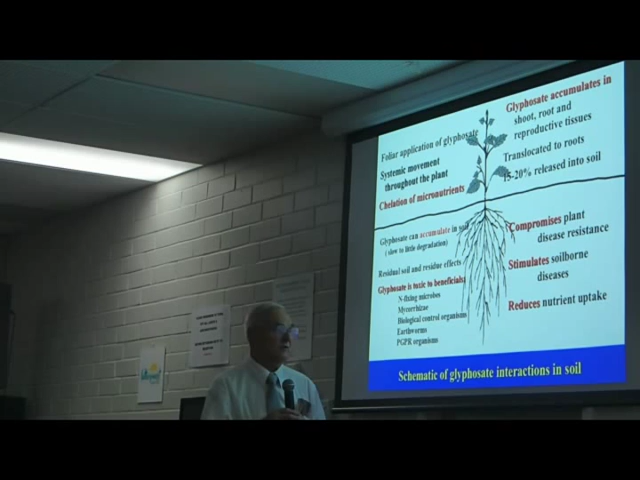 Foliar application of glyphosate
Systemic movement
throughout the plant
Chelation of micronutrients
Glyphosate accumulates in
shoot, root and
reproductive tissues
Translocated to roots
15-20% released into soil
Glyphosate can accumulate in soil
( slow to little degradation)
Residual soil and residue effects
Glyphosate is toxic to beneficials:
N-fixing microbes
Mycorrhizae
Biological control organisms
Earthworms
PGPR organisms
Compromises plant
disease resistance
Stimulates soilborne
diseases
Reduces nutrient uptake
Schematic of glyphosate interactions in soil